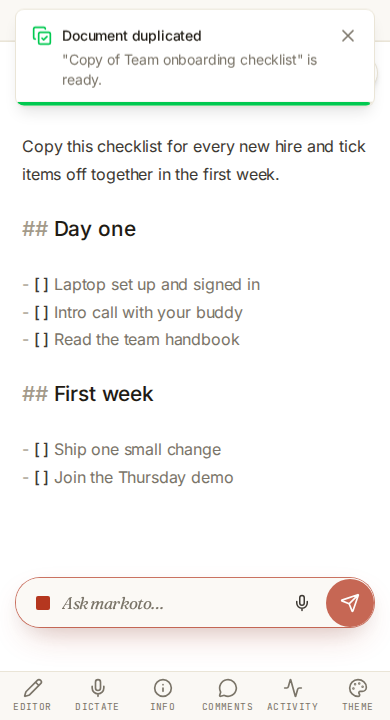 Document duplicated
"Copy of Team onboarding checklist" is
ready.
Copy this checklist for every new hire and tick
items off together in the first week.
## Day one
- [ ] Laptop set up and signed in
- [ ] Intro call with your buddy
- [ ] Read the team handbook
## First week
- [ ] Ship one small change
- [ ] Join the Thursday demo
Ask markoto...
EDITOR DICTATE INFO COMMENTS ACTIVITY THEME